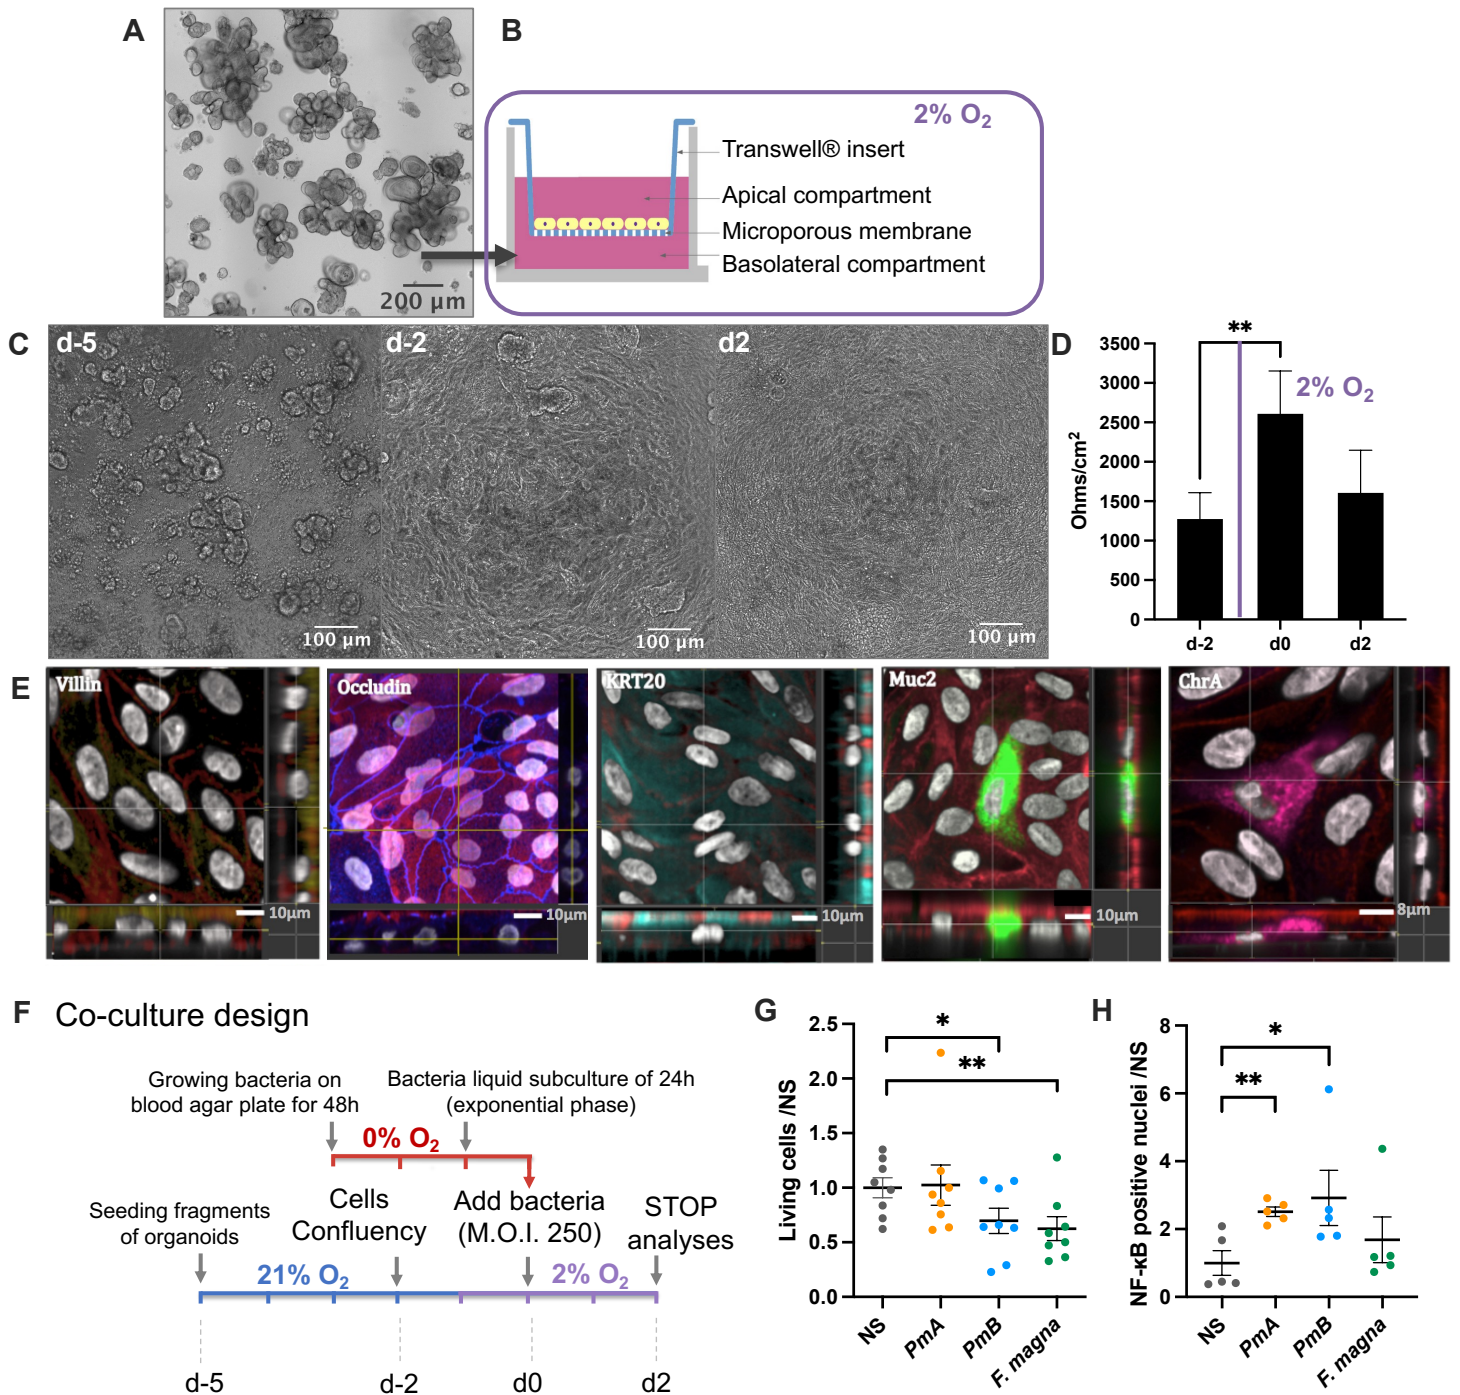 A
200 µm
B
2% O2
Transwell® insert
Apical compartment
Microporous membrane
Basolateral compartment
C
d-5
100 µm
d-2
100 µm
d2
100 µm
D
**
2% O2
Ohms/cm2
3500
3000
2500
2000
1500
1000
500
0
d-2
d0
d2
E
Villin
10µm
Occludin
10µm
KRT20
10µm
Muc2
10µm
ChrA
8µm
F
Co-culture design
Growing bacteria on
blood agar plate for 48h
Bacteria liquid subculture of 24h
(exponential phase)
0% O2
Seeding fragments
of organoids
Cells
Confluency
Add bacteria
(M.O.I. 250)
STOP
analyses
21% O2
2% O2
d-5
d-2
d0
d2
G
Living cells /NS
2.5
2.0
1.5
1.0
0.5
0.0
*
**
NS
PmA
PmB
F. magna
H
NF-κB positive nuclei /NS
8
6
4
2
0
*
**
NS
PmA
PmB
F. magna